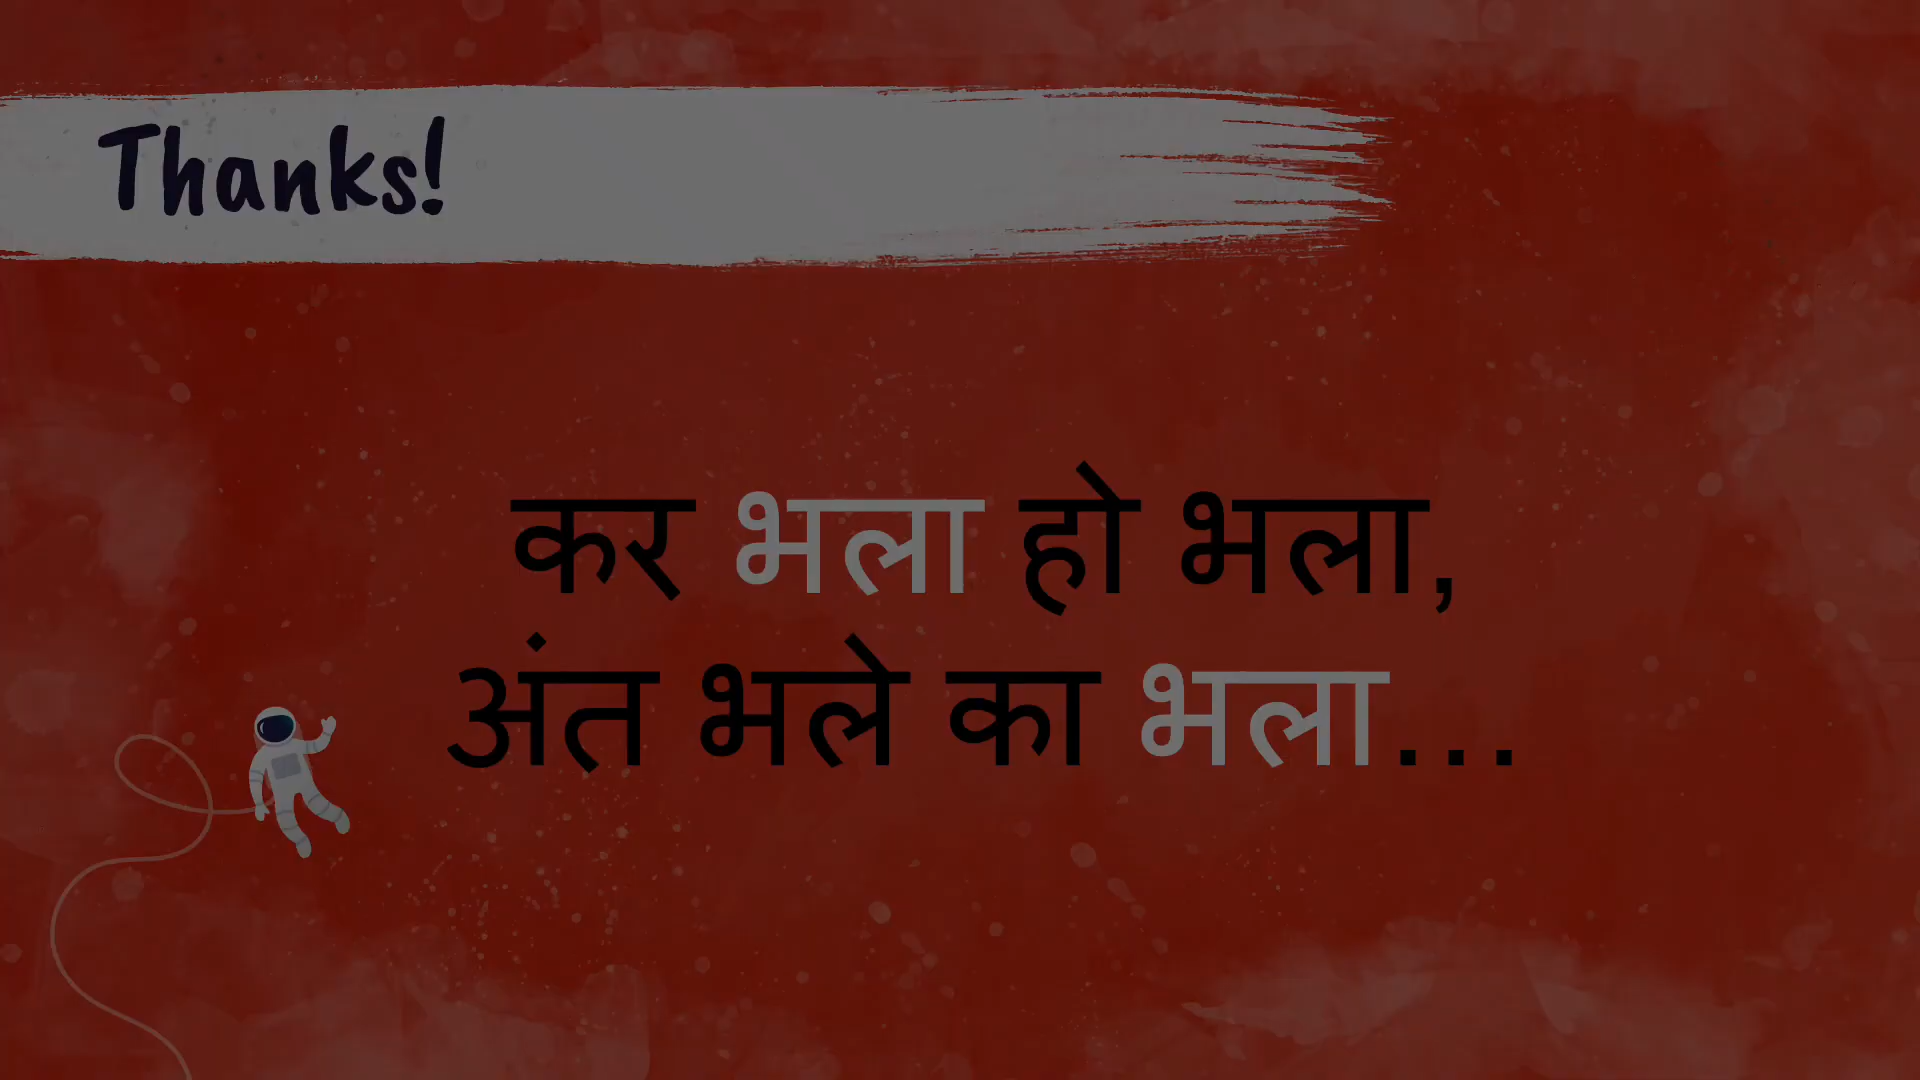 Thanks!
कर भला हो भला,
अंत भले का भला...